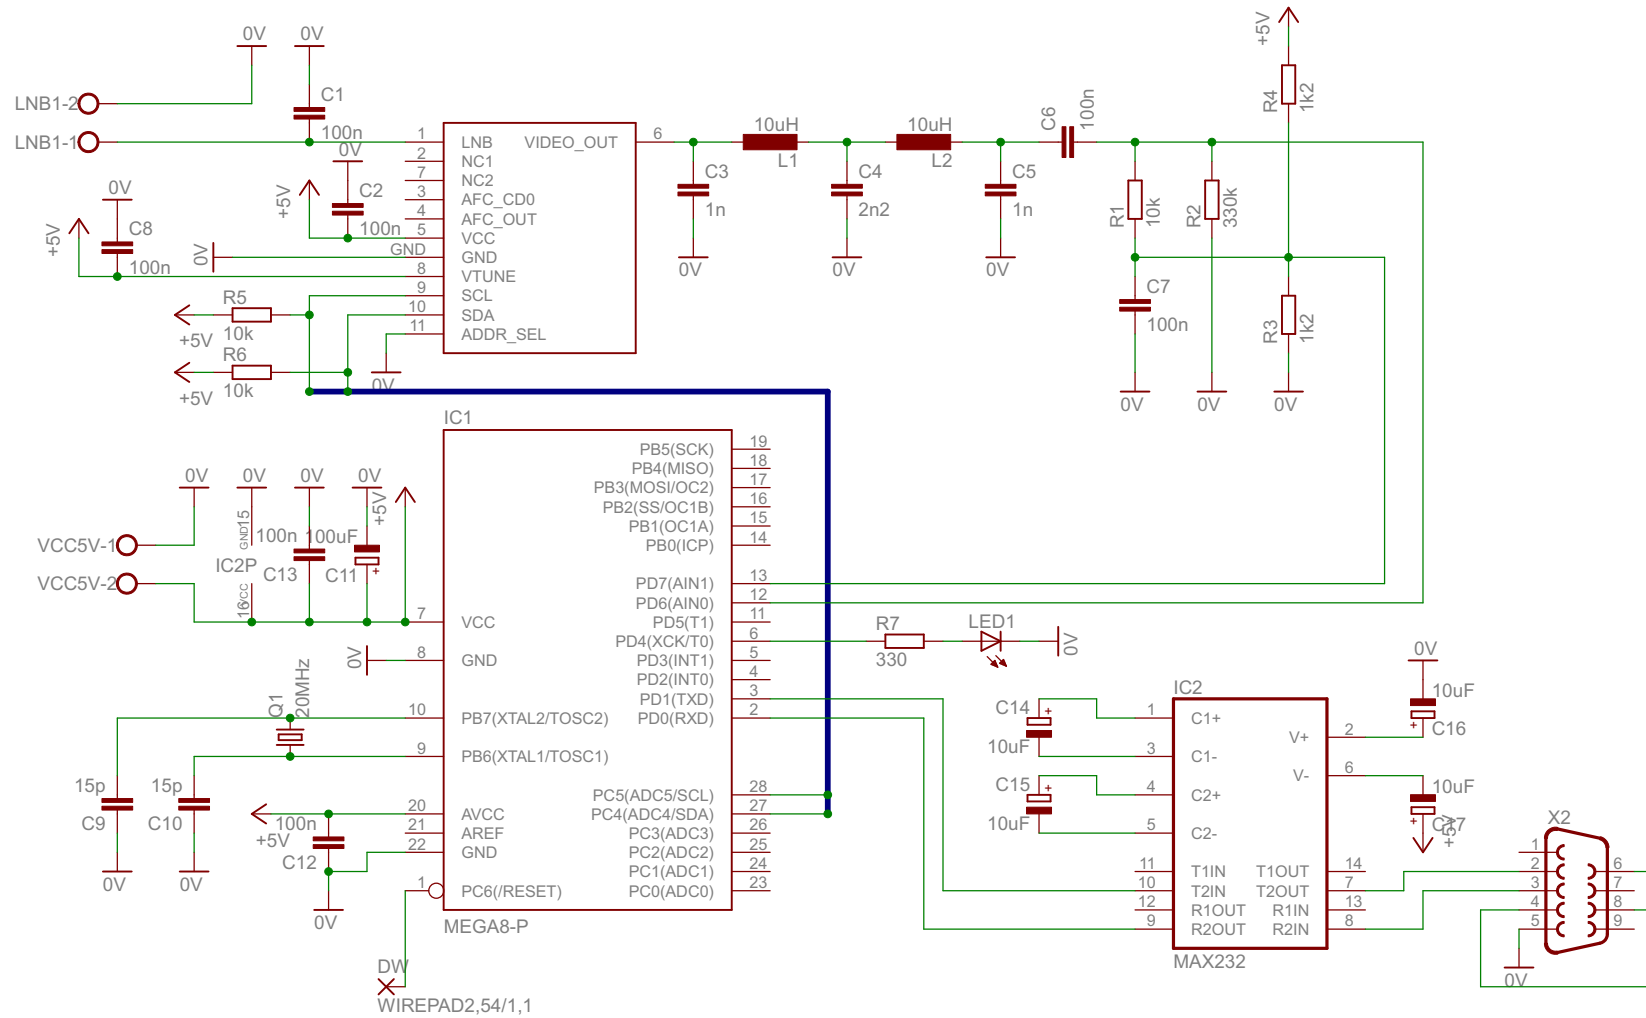 0V
0V
+5V
LNB1-2
C1
R4
1k2
C6
100n
LNB1-1
100n
0V
1
LNB
2
NC1
7
NC2
3
AFC_CD0
4
AFC_OUT
5
VCC
GND
GND
8
VTUNE
9
SCL
10
SDA
11
ADDR_SEL
VIDEO_OUT
6
10uH
L1
10uH
L2
C3
1n
0V
C4
2n2
0V
C5
1n
0V
R1
10k
R2
330k
C7
100n
R3
1k2
0V
0V
0V
0V
+5V
C8
100n
+5V
C2
100n
0V
R5
+5V
10k
R6
+5V
10k
0V
IC1
PB5(SCK)
19
PB4(MISO)
18
PB3(MOSI/OC2)
17
PB2(SS/OC1B)
16
PB1(OC1A)
15
PB0(ICP)
14
PD7(AIN1)
13
PD6(AIN0)
12
PD5(T1)
11
PD4(XCK/T0)
6
PD3(INT1)
5
PD2(INT0)
4
PD1(TXD)
3
PD0(RXD)
2
PC5(ADC5/SCL)
28
PC4(ADC4/SDA)
27
PC3(ADC3)
26
PC2(ADC2)
25
PC1(ADC1)
24
PC0(ADC0)
23
0V
0V
0V
0V
+5V
VCC5V-1
VCC5V-2
GND
15
IC2P
16
VCC
100n
C13
100uF
C11
7
VCC
0V
8
GND
Q1
20MHz
10
PB7(XTAL2/TOSC2)
9
PB6(XTAL1/TOSC1)
15p
C9
0V
15p
C10
0V
20
AVCC
21
AREF
22
GND
+5V
100n
C12
0V
1
PC6(/RESET)
MEGA8-P
DW
WIREPAD2,54/1,1
R7
330
LED1
0V
IC2
C14
10uF
C15
10uF
1
C1+
3
C1-
4
C2+
5
C2-
11
T1IN
10
T2IN
12
R1OUT
9
R2OUT
V+
2
V-
6
T1OUT
14
T2OUT
7
R1IN
13
R2IN
8
MAX232
0V
10uF
C16
10uF
C17
+5V
X2
1
2
3
4
5
6
7
8
9
0V